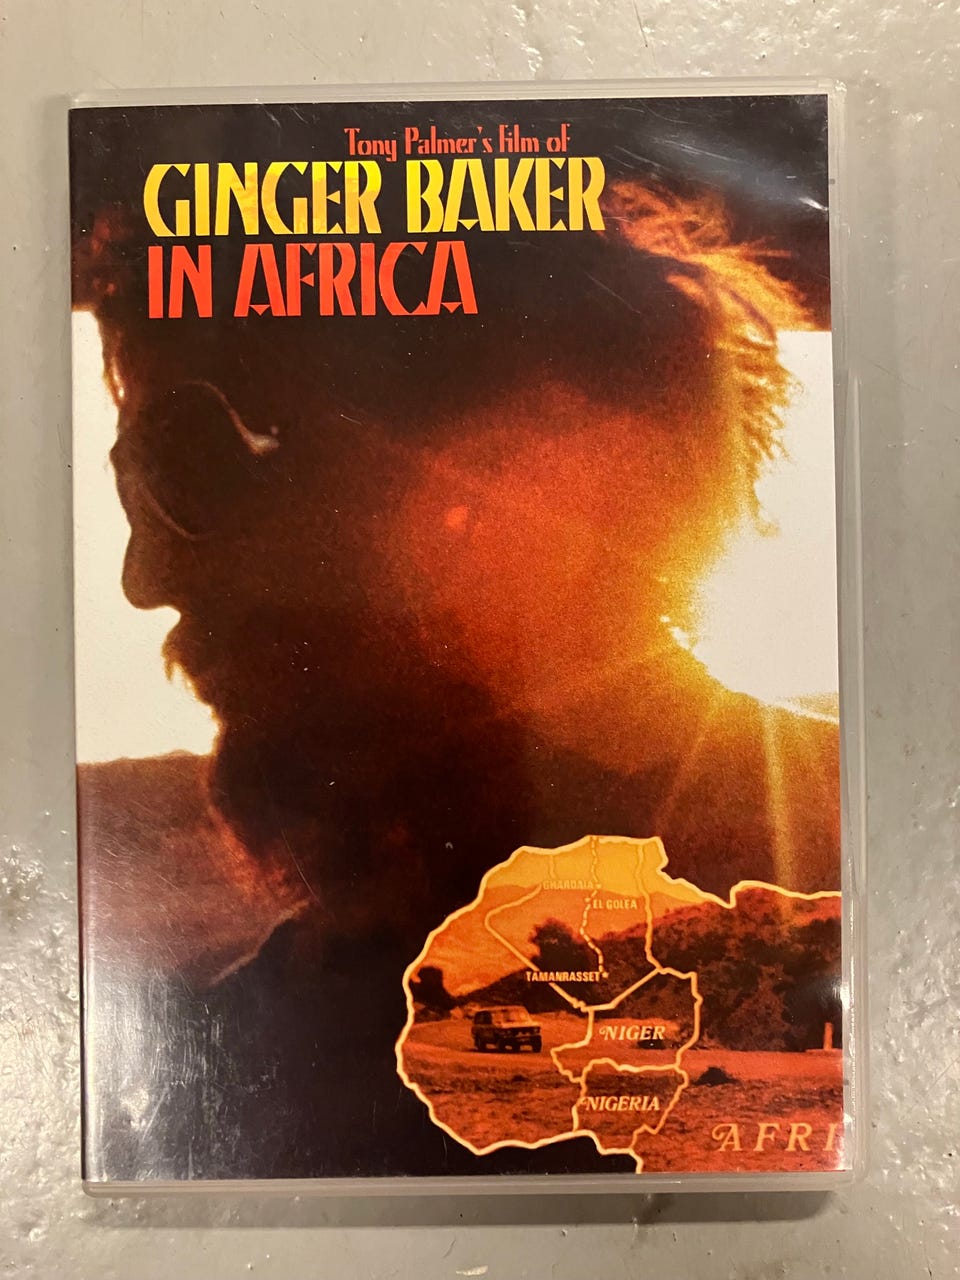 Tony Palmer's film of
GINGER BAKER
IN AFRICA
GHARDAIA
EL GOLEA
TAMANRASSET
NIGER
NIGERIA
AFRI